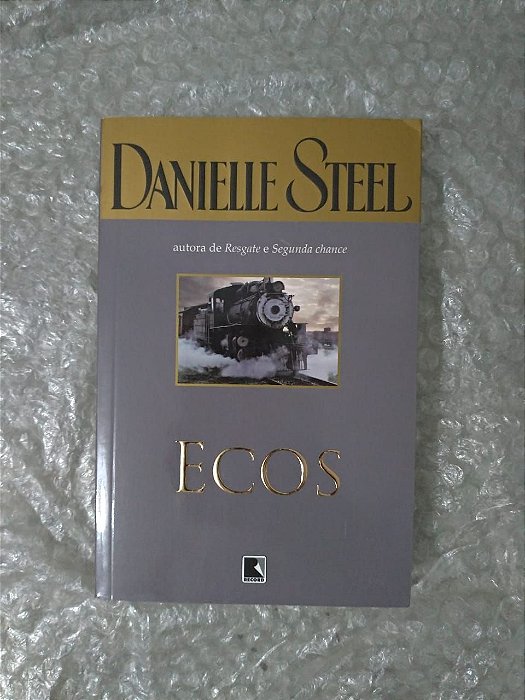 DANIELLE STEEL
autora de Resgate e Segunda chance
ECOS
RECORD